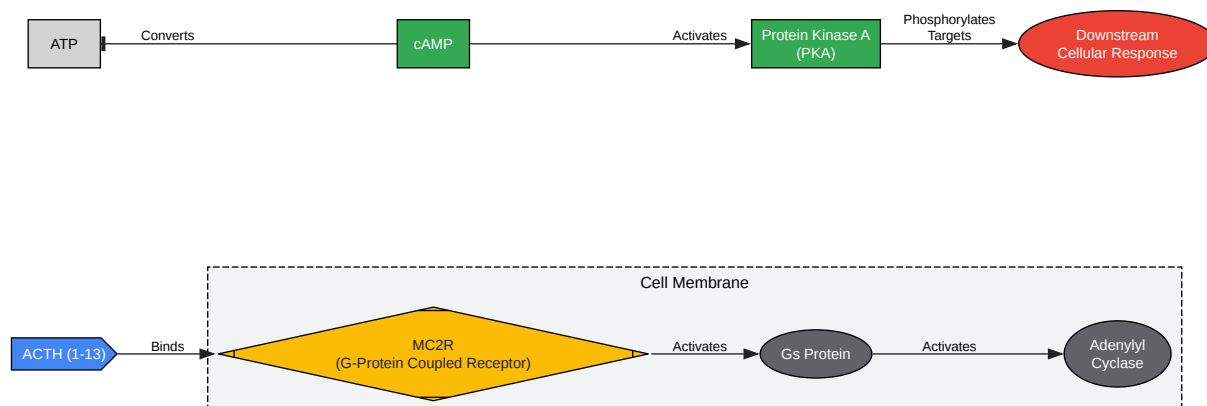 ATP
Converts
cAMP
Activates
Protein Kinase A
(PKA)
Phosphorylates
Targets
Downstream
Cellular Response
Cell Membrane
ACTH (1-13)
Binds
MC2R
(G-Protein Coupled Receptor)
Activates
Gs Protein
Activates
Adenylyl
Cyclase